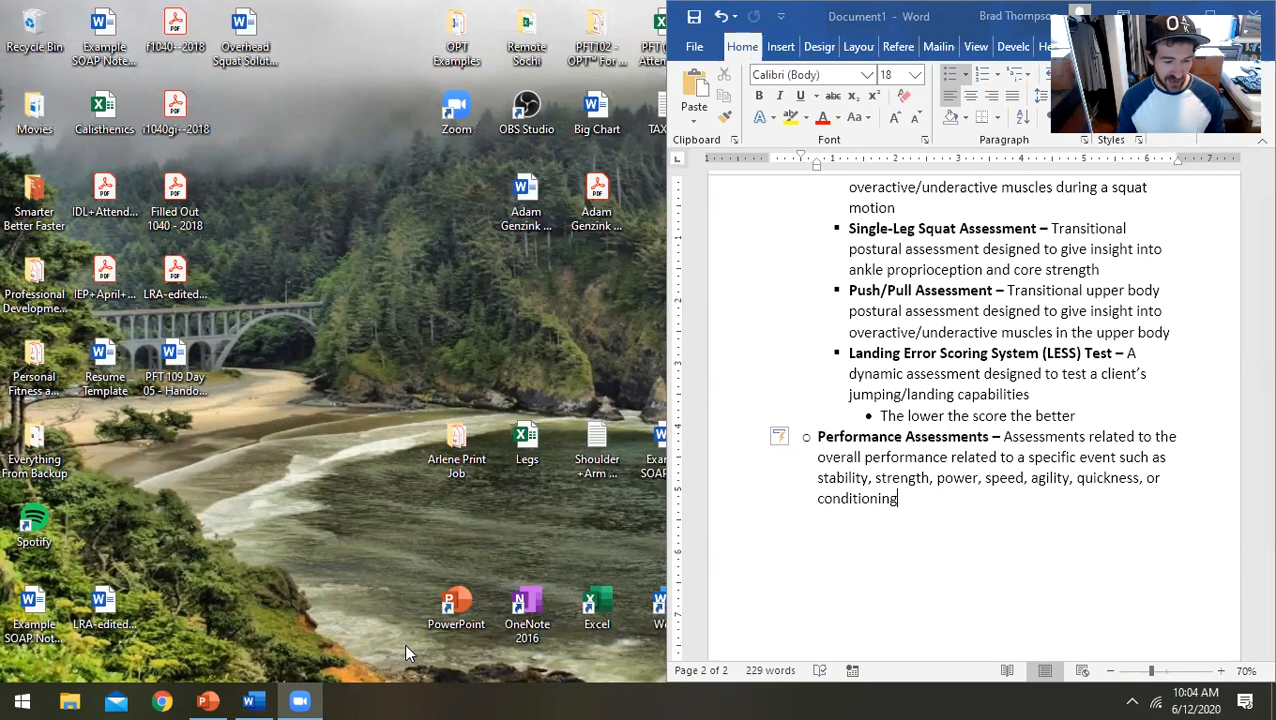 Recycle Bin
Example
SOAP Note...
f1040--2018
Overhead
Squat Solut...
OPT
Examples
Remote
Sochi
PFT102 -
OPT™ For ...
Movies
Calisthenics
i1040gi--2018
Zoom
OBS Studio
Big Chart
Smarter
Better Faster
IDL+Attend...
Filled Out
1040 - 2018
Adam
Genzink ...
Adam
Genzink ...
Professional
Developme...
IEP+April+...
LRA-edited...
Personal
Fitness a...
Resume
Template
PFT 109 Day
05 - Hando...
Everything
From Backup
Arlene Print
Job
Legs
Shoulder
+Arm ...
Spotify
Example
SOAP Not...
LRA-edited...
PowerPoint
OneNote
2016
Excel
Document1 - Word
Brad Thompson
File Home Insert Design Layou Refere Mailin View Develc He
Calibri (Body) 18
Paste
Clipboard Font Paragraph Styles
overactive/underactive muscles during a squat
motion
▪ Single-Leg Squat Assessment – Transitional
postural assessment designed to give insight into
ankle proprioception and core strength
▪ Push/Pull Assessment – Transitional upper body
postural assessment designed to give insight into
overactive/underactive muscles in the upper body
▪ Landing Error Scoring System (LESS) Test – A
dynamic assessment designed to test a client’s
jumping/landing capabilities
• The lower the score the better
o Performance Assessments – Assessments related to the
overall performance related to a specific event such as
stability, strength, power, speed, agility, quickness, or
conditioning
Page 2 of 2 229 words 70%
10:04 AM
6/12/2020